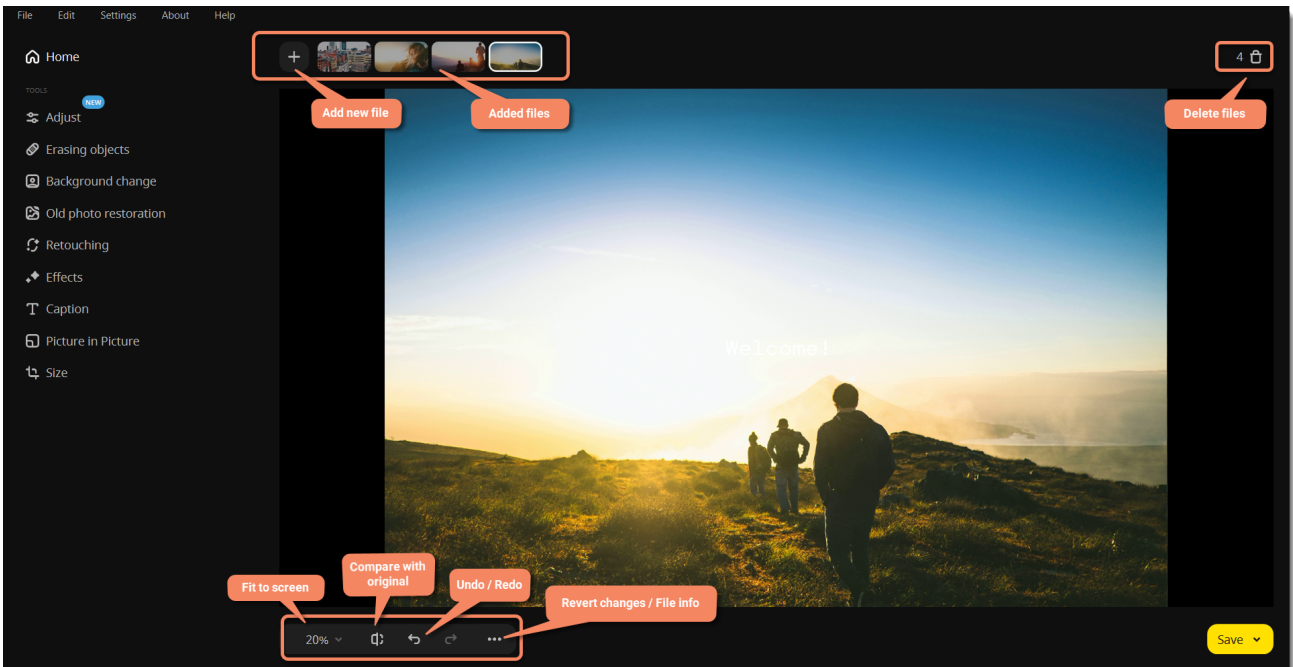 File Edit Settings About Help
Home
4
TOOLS
NEW
Adjust
Add new file
Added files
Delete files
Erasing objects
Background change
Old photo restoration
Retouching
Effects
Caption
Picture in Picture
Size
Welcome!
Compare with
original
Fit to screen
Undo / Redo
Revert changes / File info
20%
Save